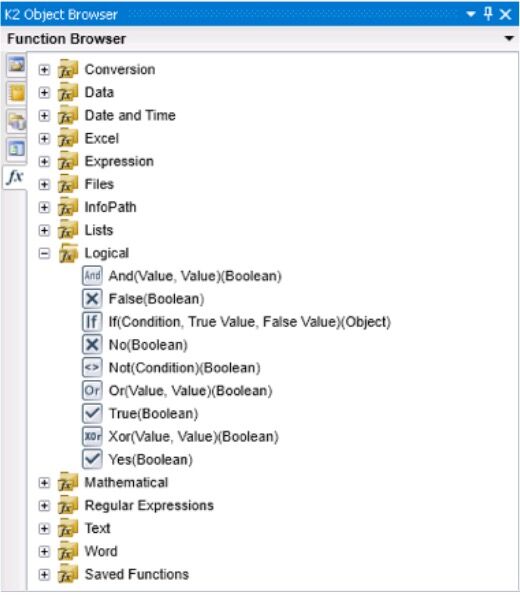 K2 Object Browser
Function Browser
Conversion
Data
Date and Time
Excel
Expression
fx Files
InfoPath
Lists
Logical
And And(Value, Value)(Boolean)
False(Boolean)
If If(Condition, True Value, False Value)(Object)
No(Boolean)
<> Not(Condition)(Boolean)
Or Or(Value, Value)(Boolean)
True(Boolean)
XOr Xor(Value, Value)(Boolean)
Yes(Boolean)
Mathematical
Regular Expressions
Text
Word
Saved Functions